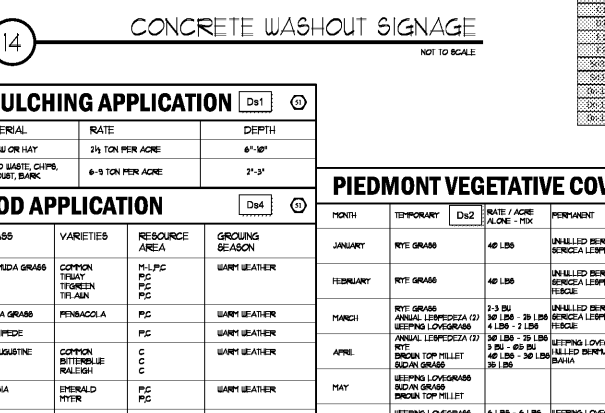 14
CONCRETE WASHOUT SIGNAGE
NOT TO SCALE
ULCHING APPLICATION Ds1 51
ERIAL RATE DEPTH
W OR HAY 2½ TON PER ACRE 6"-10"
D WASTE, CHIPS,
DUST, BARK 6-9 TON PER ACRE 2"-3"
OD APPLICATION Ds4 51
SS VARIETIES RESOURCE AREA GROWING SEASON
MUDA GRASS COMMON M-L,P,C WARM WEATHER
TIFWAY P,C
TIFGREEN P,C
TIFLAWN P,C
A GRASS PENSACOLA P,C WARM WEATHER
IPEDE P,C WARM WEATHER
UGUSTINE COMMON C WARM WEATHER
BITTERBLUE C
RALEIGH C
IA EMERALD P,C WARM WEATHER
MYER P,C
PIEDMONT VEGETATIVE COV
MONTH TEMPORARY Ds2 RATE / ACRE ALONE - MIX PERMANENT
JANUARY RYE GRASS 40 LBS UNHULLED BER
SERICEA LESP
FEBRUARY RYE GRASS 40 LBS UNHULLED BER
SERICEA LESP
FESCUE
MARCH RYE GRASS 2-3 BU UNHULLED BER
ANNUAL LESPEDEZA (2) 30 LBS - 25 LBS SERICEA LESP
WEEPING LOVEGRASS 4 LBS - 2 LBS FESCUE
APRIL ANNUAL LESPEDEZA (2) 30 LBS - 25 LBS
RYE 3 BU - 0.5 BU WEEPING LOVE
BROWN TOP MILLET 40 LBS - 30 LBS HULLED BERM
SUDAN GRASS 35 LBS BAHIA
MAY WEEPING LOVEGRASS
SUDAN GRASS
BROWN TOP MILLET